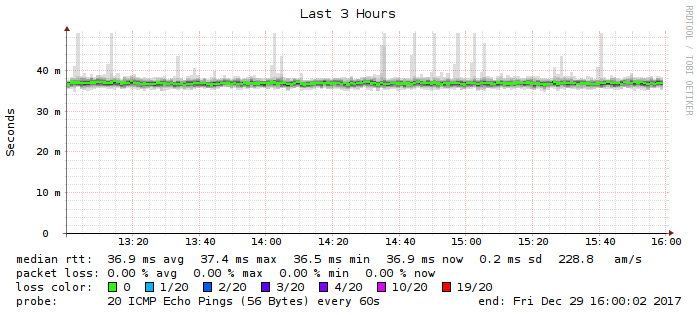 Last 3 Hours
RRDTOOL / TOBI OETIKER
Seconds
40 m
30 m
20 m
10 m
0
13:20 13:40 14:00 14:20 14:40 15:00 15:20 15:40 16:00
median rtt: 36.9 ms avg 37.4 ms max 36.5 ms min 36.9 ms now 0.2 ms sd 228.8 am/s
packet loss: 0.00 % avg 0.00 % max 0.00 % min 0.00 % now
loss color: 0 1/20 2/20 3/20 4/20 10/20 19/20
probe: 20 ICMP Echo Pings (56 Bytes) every 60s end: Fri Dec 29 16:00:02 2017